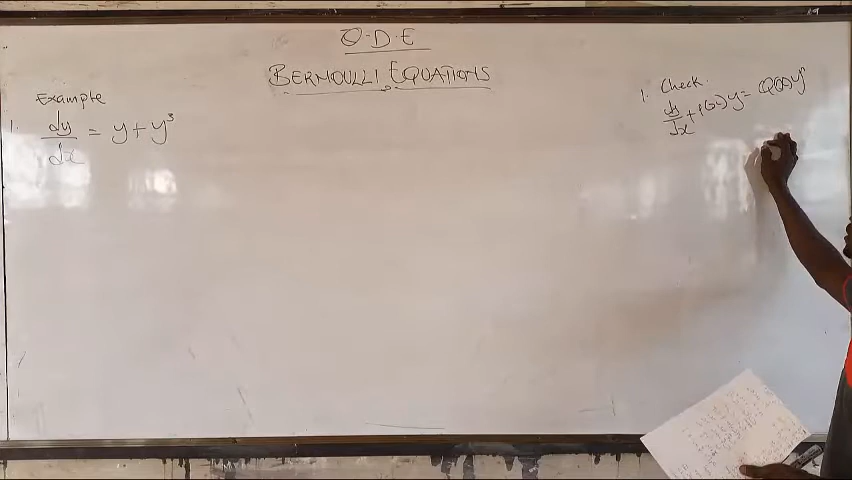 O.D.E
BERNOULLI EQUATIONS
Example
1. dy/dx = y + y³
1. Check.
dy/dx + P(x)y = Q(x)yⁿ